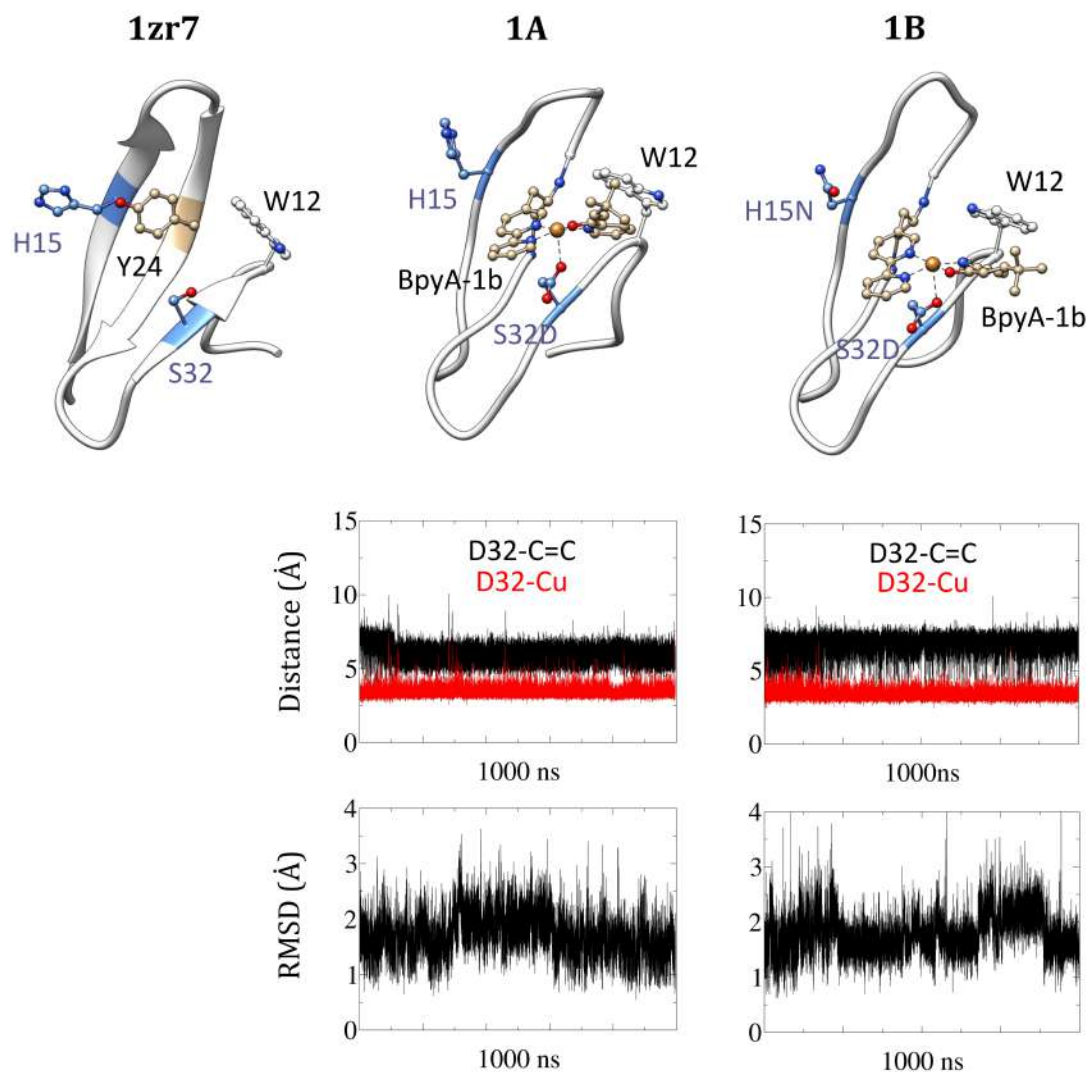 1zr7
1A
1B
W12
H15
Y24
S32
W12
H15
BpyA-1b
S32D
W12
H15N
BpyA-1b
S32D
Distance (Å)
15
10
5
0
D32-C=C
D32-Cu
1000 ns
15
10
5
0
D32-C=C
D32-Cu
1000ns
RMSD (Å)
4
3
2
1
0
1000 ns
4
3
2
1
0
1000 ns